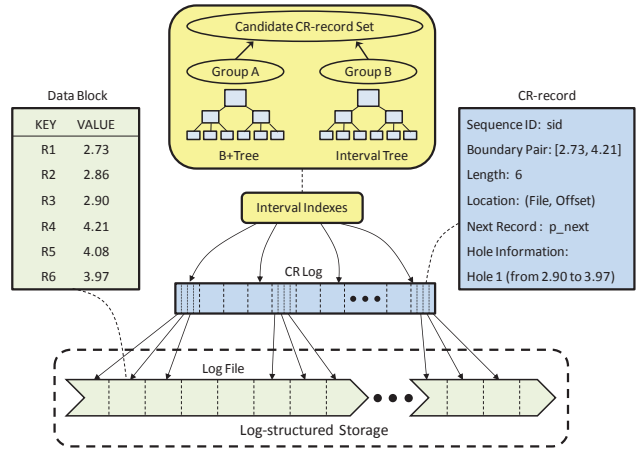 Candidate CR-record Set
Group A
Group B
B+Tree
Interval Tree
Data Block
KEY VALUE
R1 2.73
R2 2.86
R3 2.90
R4 4.21
R5 4.08
R6 3.97
CR-record
Sequence ID: sid
Boundary Pair: [2.73, 4.21]
Length: 6
Location: (File, Offset)
Next Record: p_next
Hole Information:
Hole 1 (from 2.90 to 3.97)
Interval Indexes
CR Log
Log File
Log-structured Storage